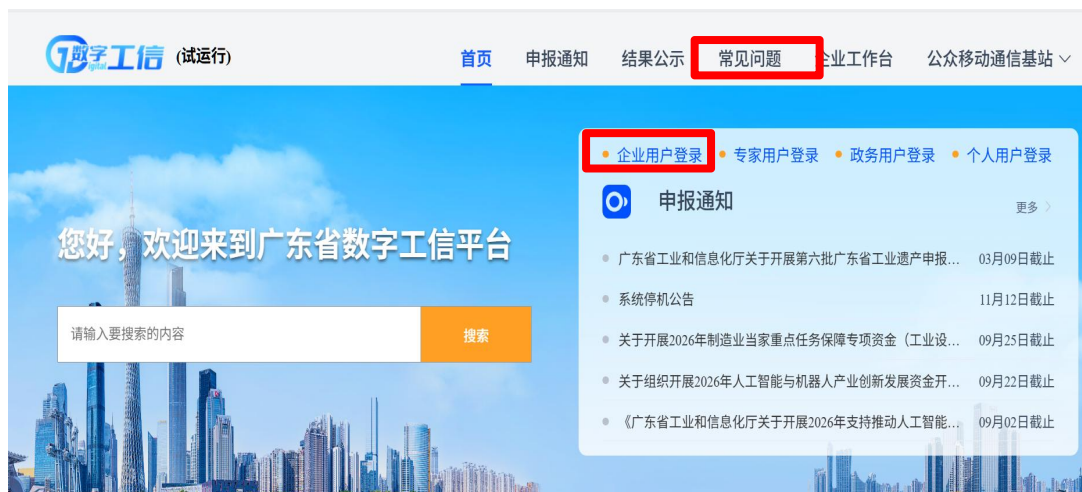 数字工信 (试运行)
igital
首页 申报通知 结果公示 常见问题 企业工作台 公众移动通信基站
企业用户登录 专家用户登录 政务用户登录 个人用户登录
申报通知 更多
您好，欢迎来到广东省数字工信平台
广东省工业和信息化厅关于开展第六批广东省工业遗产申报... 03月09日截止
系统停机公告 11月12日截止
请输入要搜索的内容 搜索
关于开展2026年制造业当家重点任务保障专项资金（工业设... 09月25日截止
关于组织开展2026年人工智能与机器人产业创新发展资金开... 09月22日截止
《广东省工业和信息化厅关于开展2026年支持推动人工智能... 09月02日截止